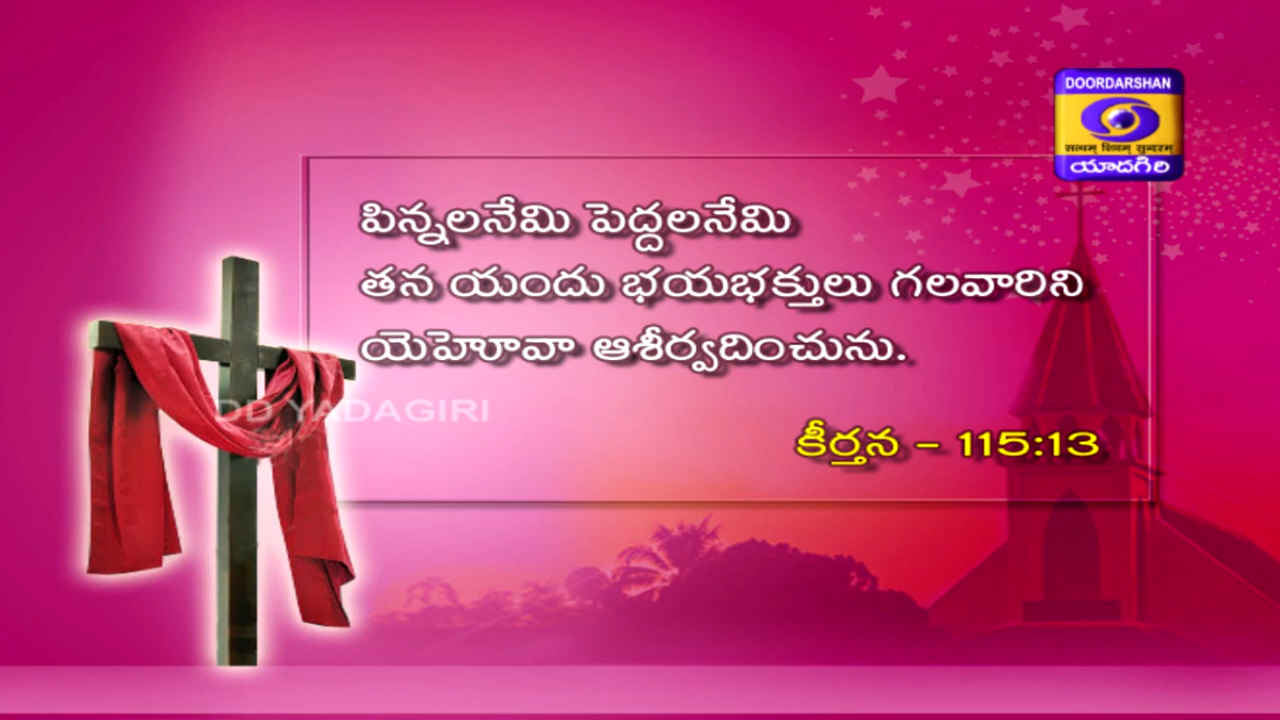 DOORDARSHAN
सत्यम् शिवम् सुन्दरम्
యాదగిరి
పిన్నలనేమి పెద్దలనేమి
తన యందు భయభక్తులు గలవారిని
యెహెూవా ఆశీర్వదించును.
DD YADAGIRI
కీర్తన - 115:13